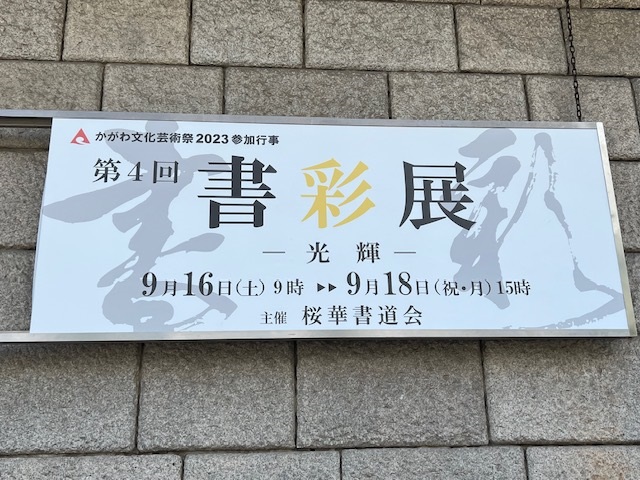 かがわ文化芸術祭2023参加行事
第4回 書彩展
― 光 輝 ―
9月16日(土)9時 ▸▸ 9月18日(祝・月)15時
主催 桜華書道会